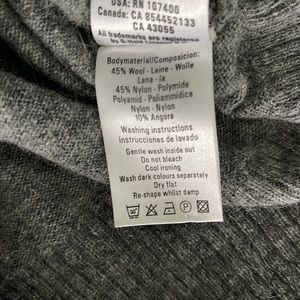 USA: RN 107400
Canada: CA 854452133
CA 43055
All trademarks are registered
Bodymaterial/Composicion:
45% Wool - Laine - Wolle
Lana - la
45% Nylon - Polymide
Polyamid - Poliammidica
Nylon - Nylon
10% Angora
Washing instructions
instrucciones de lavado
Gentle wash inside out
Do not bleach
Cool ironing
Wash dark colours separately
Dry flat
Re-shape whilst damp